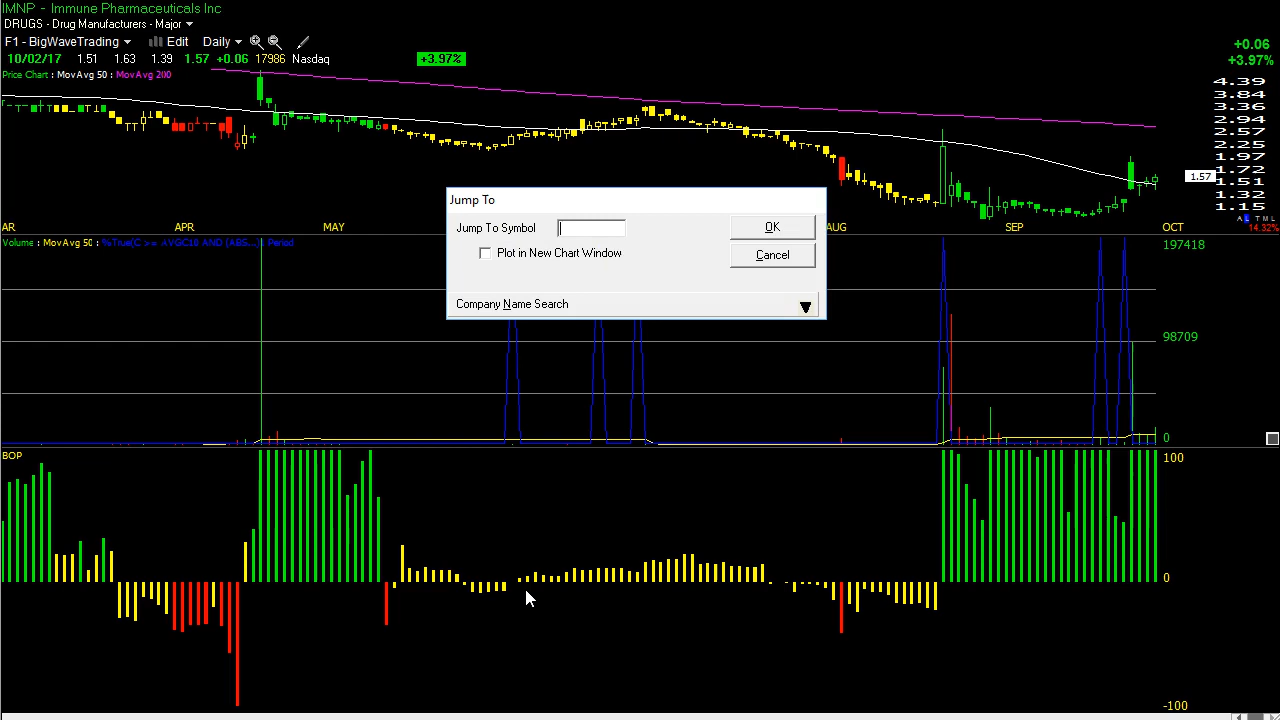 IMNP - Immune Pharmaceuticals Inc
DRUGS - Drug Manufacturers - Major
F1 - BigWaveTrading Edit Daily
10/02/17 1.51 1.63 1.39 1.57 +0.06 17986 Nasdaq +3.97%
+0.06
+3.97%
Price Chart : MovAvg 50 : MovAvg 200
4.39
3.84
3.36
2.94
2.57
2.25
1.97
1.72
1.57
1.51
1.32
1.15
A L T M L
AR APR MAY AUG SEP OCT
14.32%
Jump To
Jump To Symbol
OK
Plot in New Chart Window
Cancel
Company Name Search
Volume : MovAvg 50 : %True(C >= AVGC10 AND (ABS...)) Period
197418
98709
0
BOP
100
0
-100